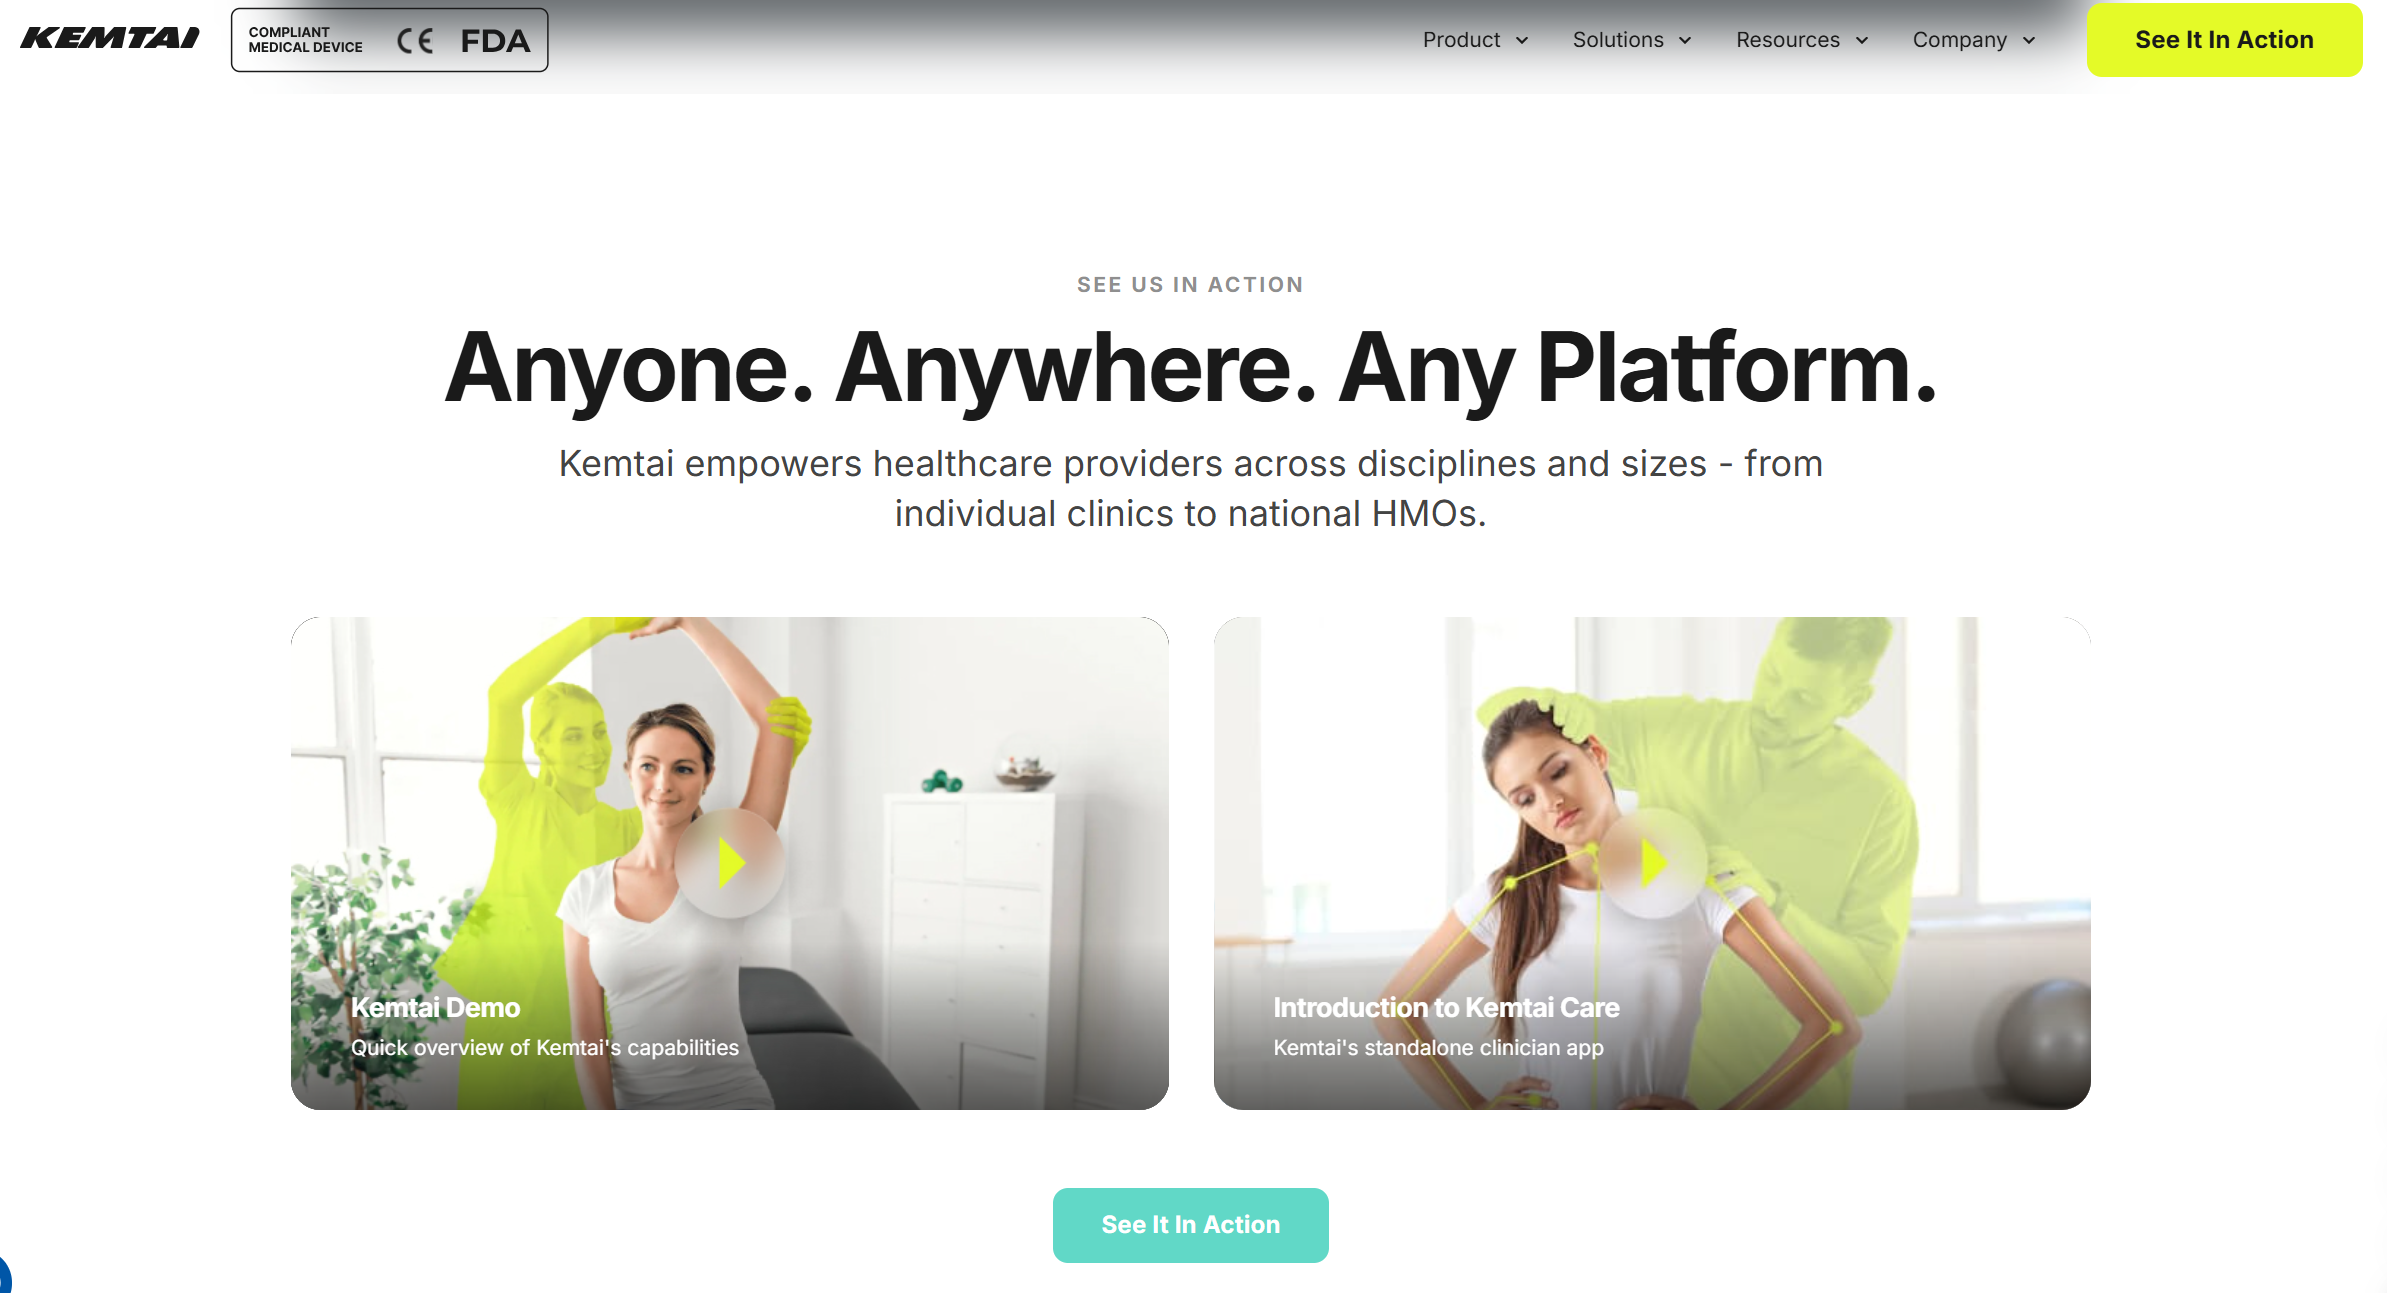 KEMTAI
COMPLIANT
MEDICAL DEVICE
CE FDA
Product
Solutions
Resources
Company
See It In Action
SEE US IN ACTION
Anyone. Anywhere. Any Platform.
Kemtai empowers healthcare providers across disciplines and sizes - from
individual clinics to national HMOs.
Kemtai Demo
Quick overview of Kemtai's capabilities
Introduction to Kemtai Care
Kemtai's standalone clinician app
See It In Action